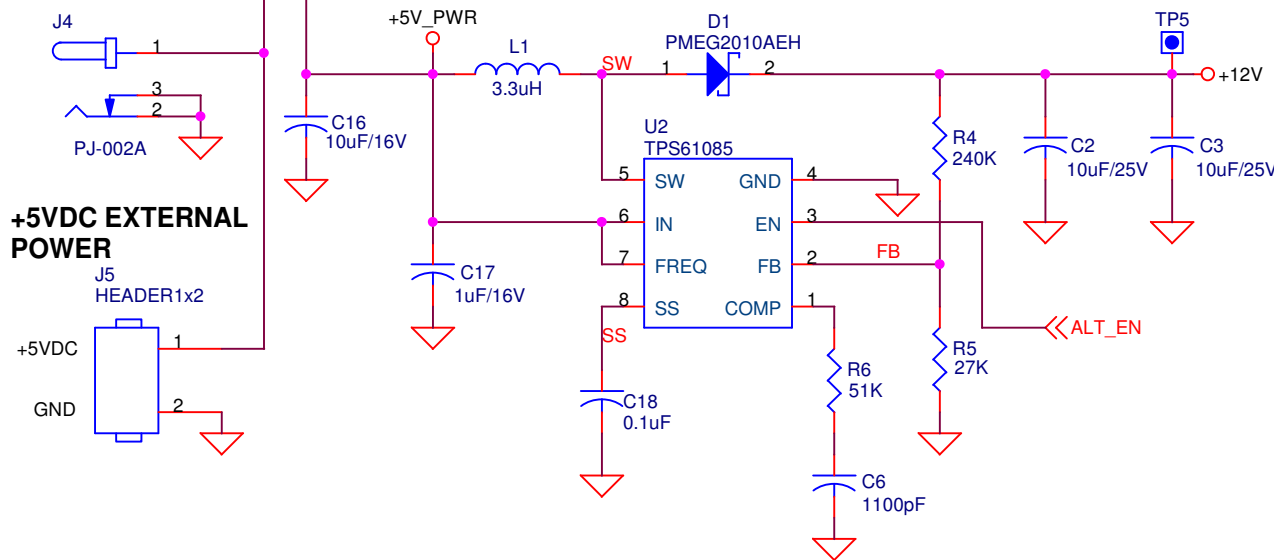 J4
1
3
2
PJ-002A
+5VDC EXTERNAL
POWER
J5
HEADER1x2
+5VDC
1
GND
2
+5V_PWR
L1
3.3uH
SW
C16
10uF/16V
C17
1uF/16V
D1
PMEG2010AEH
1
2
U2
TPS61085
5
SW
GND
4
6
IN
EN
3
7
FREQ
FB
2
8
SS
COMP
1
SS
C18
0.1uF
FB
R4
240K
R5
27K
R6
51K
C6
1100pF
ALT_EN
C2
10uF/25V
C3
10uF/25V
TP5
+12V